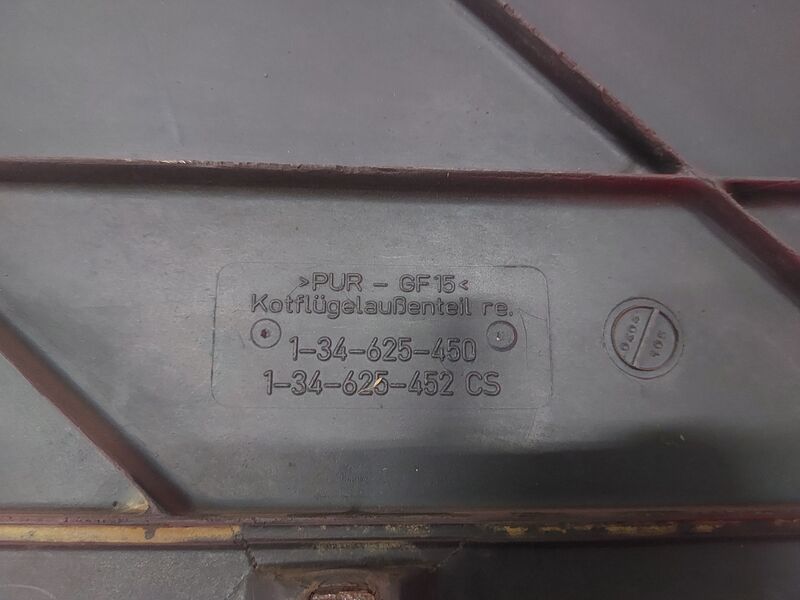 >PUR - GF15<
Kotflügelaußenteil re.
1-34-625-450
1-34-625-452 CS